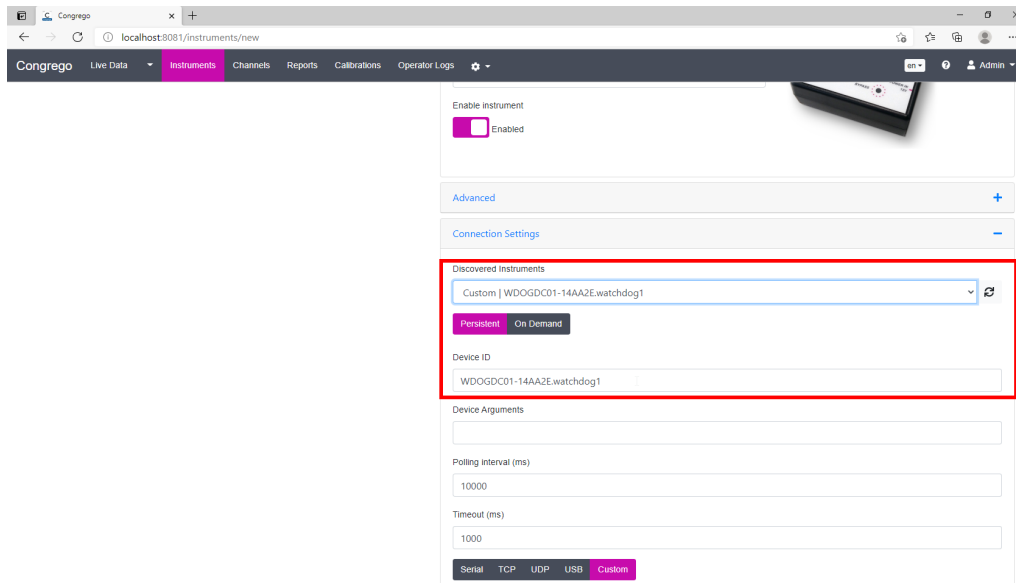 Congrego
localhost:8081/instruments/new
Congrego Live Data Instruments Channels Reports Calibrations Operator Logs en Admin
Enable instrument
Enabled
Advanced
Connection Settings
Discovered Instruments
Custom | WDOGDC01-14AA2E.watchdog1
Persistent On Demand
Device ID
WDOGDC01-14AA2E.watchdog1
Device Arguments
Polling interval (ms)
10000
Timeout (ms)
1000
Serial TCP UDP USB Custom